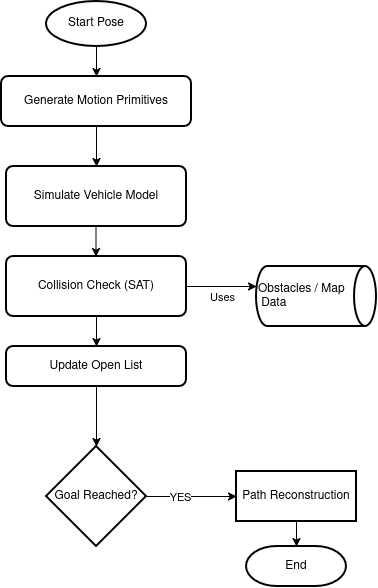 Start Pose
Generate Motion Primitives
Simulate Vehicle Model
Collision Check (SAT)
Uses
Obstacles / Map
Data
Update Open List
Goal Reached?
YES
Path Reconstruction
End